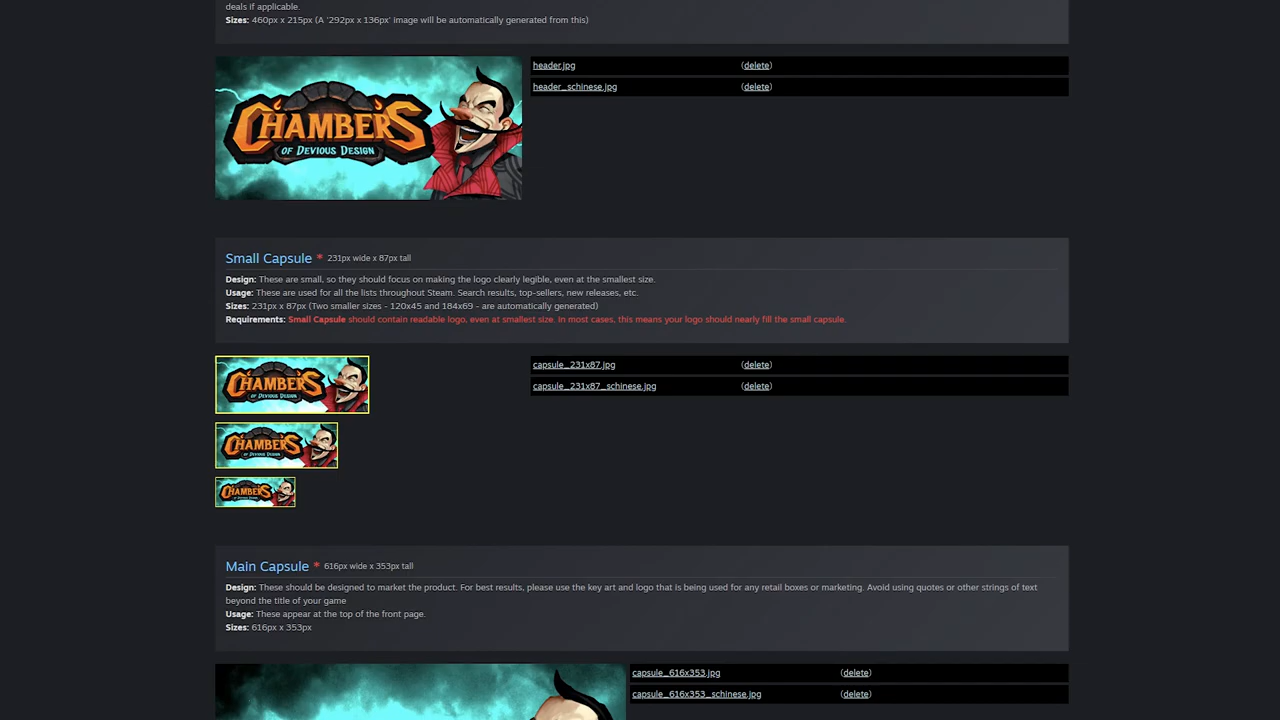 deals if applicable.
Sizes: 460px x 215px (A '292px x 136px' image will be automatically generated from this)
header.jpg (delete)
header_schinese.jpg (delete)
CHAMBERS
OF DEVIOUS DESIGN
Small Capsule * 231px wide x 87px tall
Design: These are small, so they should focus on making the logo clearly legible, even at the smallest size.
Usage: These are used for all the lists throughout Steam. Search results, top-sellers, new releases, etc.
Sizes: 231px x 87px (Two smaller sizes - 120x45 and 184x69 - are automatically generated)
Requirements: Small Capsule should contain readable logo, even at smallest size. In most cases, this means your logo should nearly fill the small capsule.
capsule_231x87.jpg (delete)
capsule_231x87_schinese.jpg (delete)
CHAMBERS
OF DEVIOUS DESIGN
CHAMBERS
OF DEVIOUS DESIGN
CHAMBERS
OF DEVIOUS DESIGN
Main Capsule * 616px wide x 353px tall
Design: These should be designed to market the product. For best results, please use the key art and logo that is being used for any retail boxes or marketing. Avoid using quotes or other strings of text
beyond the title of your game
Usage: These appear at the top of the front page.
Sizes: 616px x 353px
capsule_616x353.jpg (delete)
capsule_616x353_schinese.jpg (delete)